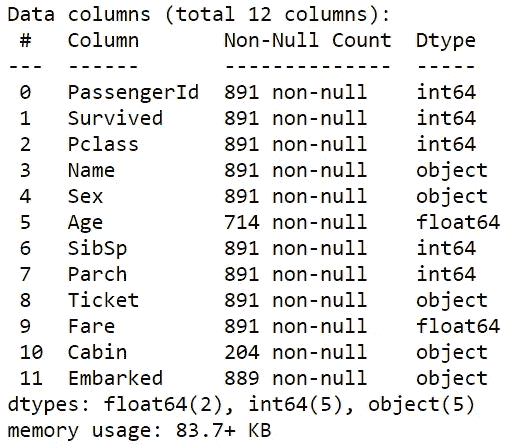 Data columns (total 12 columns):
 #   Column       Non-Null Count  Dtype
---  ------       --------------  -----
 0   PassengerId  891 non-null    int64
 1   Survived     891 non-null    int64
 2   Pclass       891 non-null    int64
 3   Name         891 non-null    object
 4   Sex          891 non-null    object
 5   Age          714 non-null    float64
 6   SibSp        891 non-null    int64
 7   Parch        891 non-null    int64
 8   Ticket       891 non-null    object
 9   Fare         891 non-null    float64
 10  Cabin        204 non-null    object
 11  Embarked     889 non-null    object
dtypes: float64(2), int64(5), object(5)
memory usage: 83.7+ KB